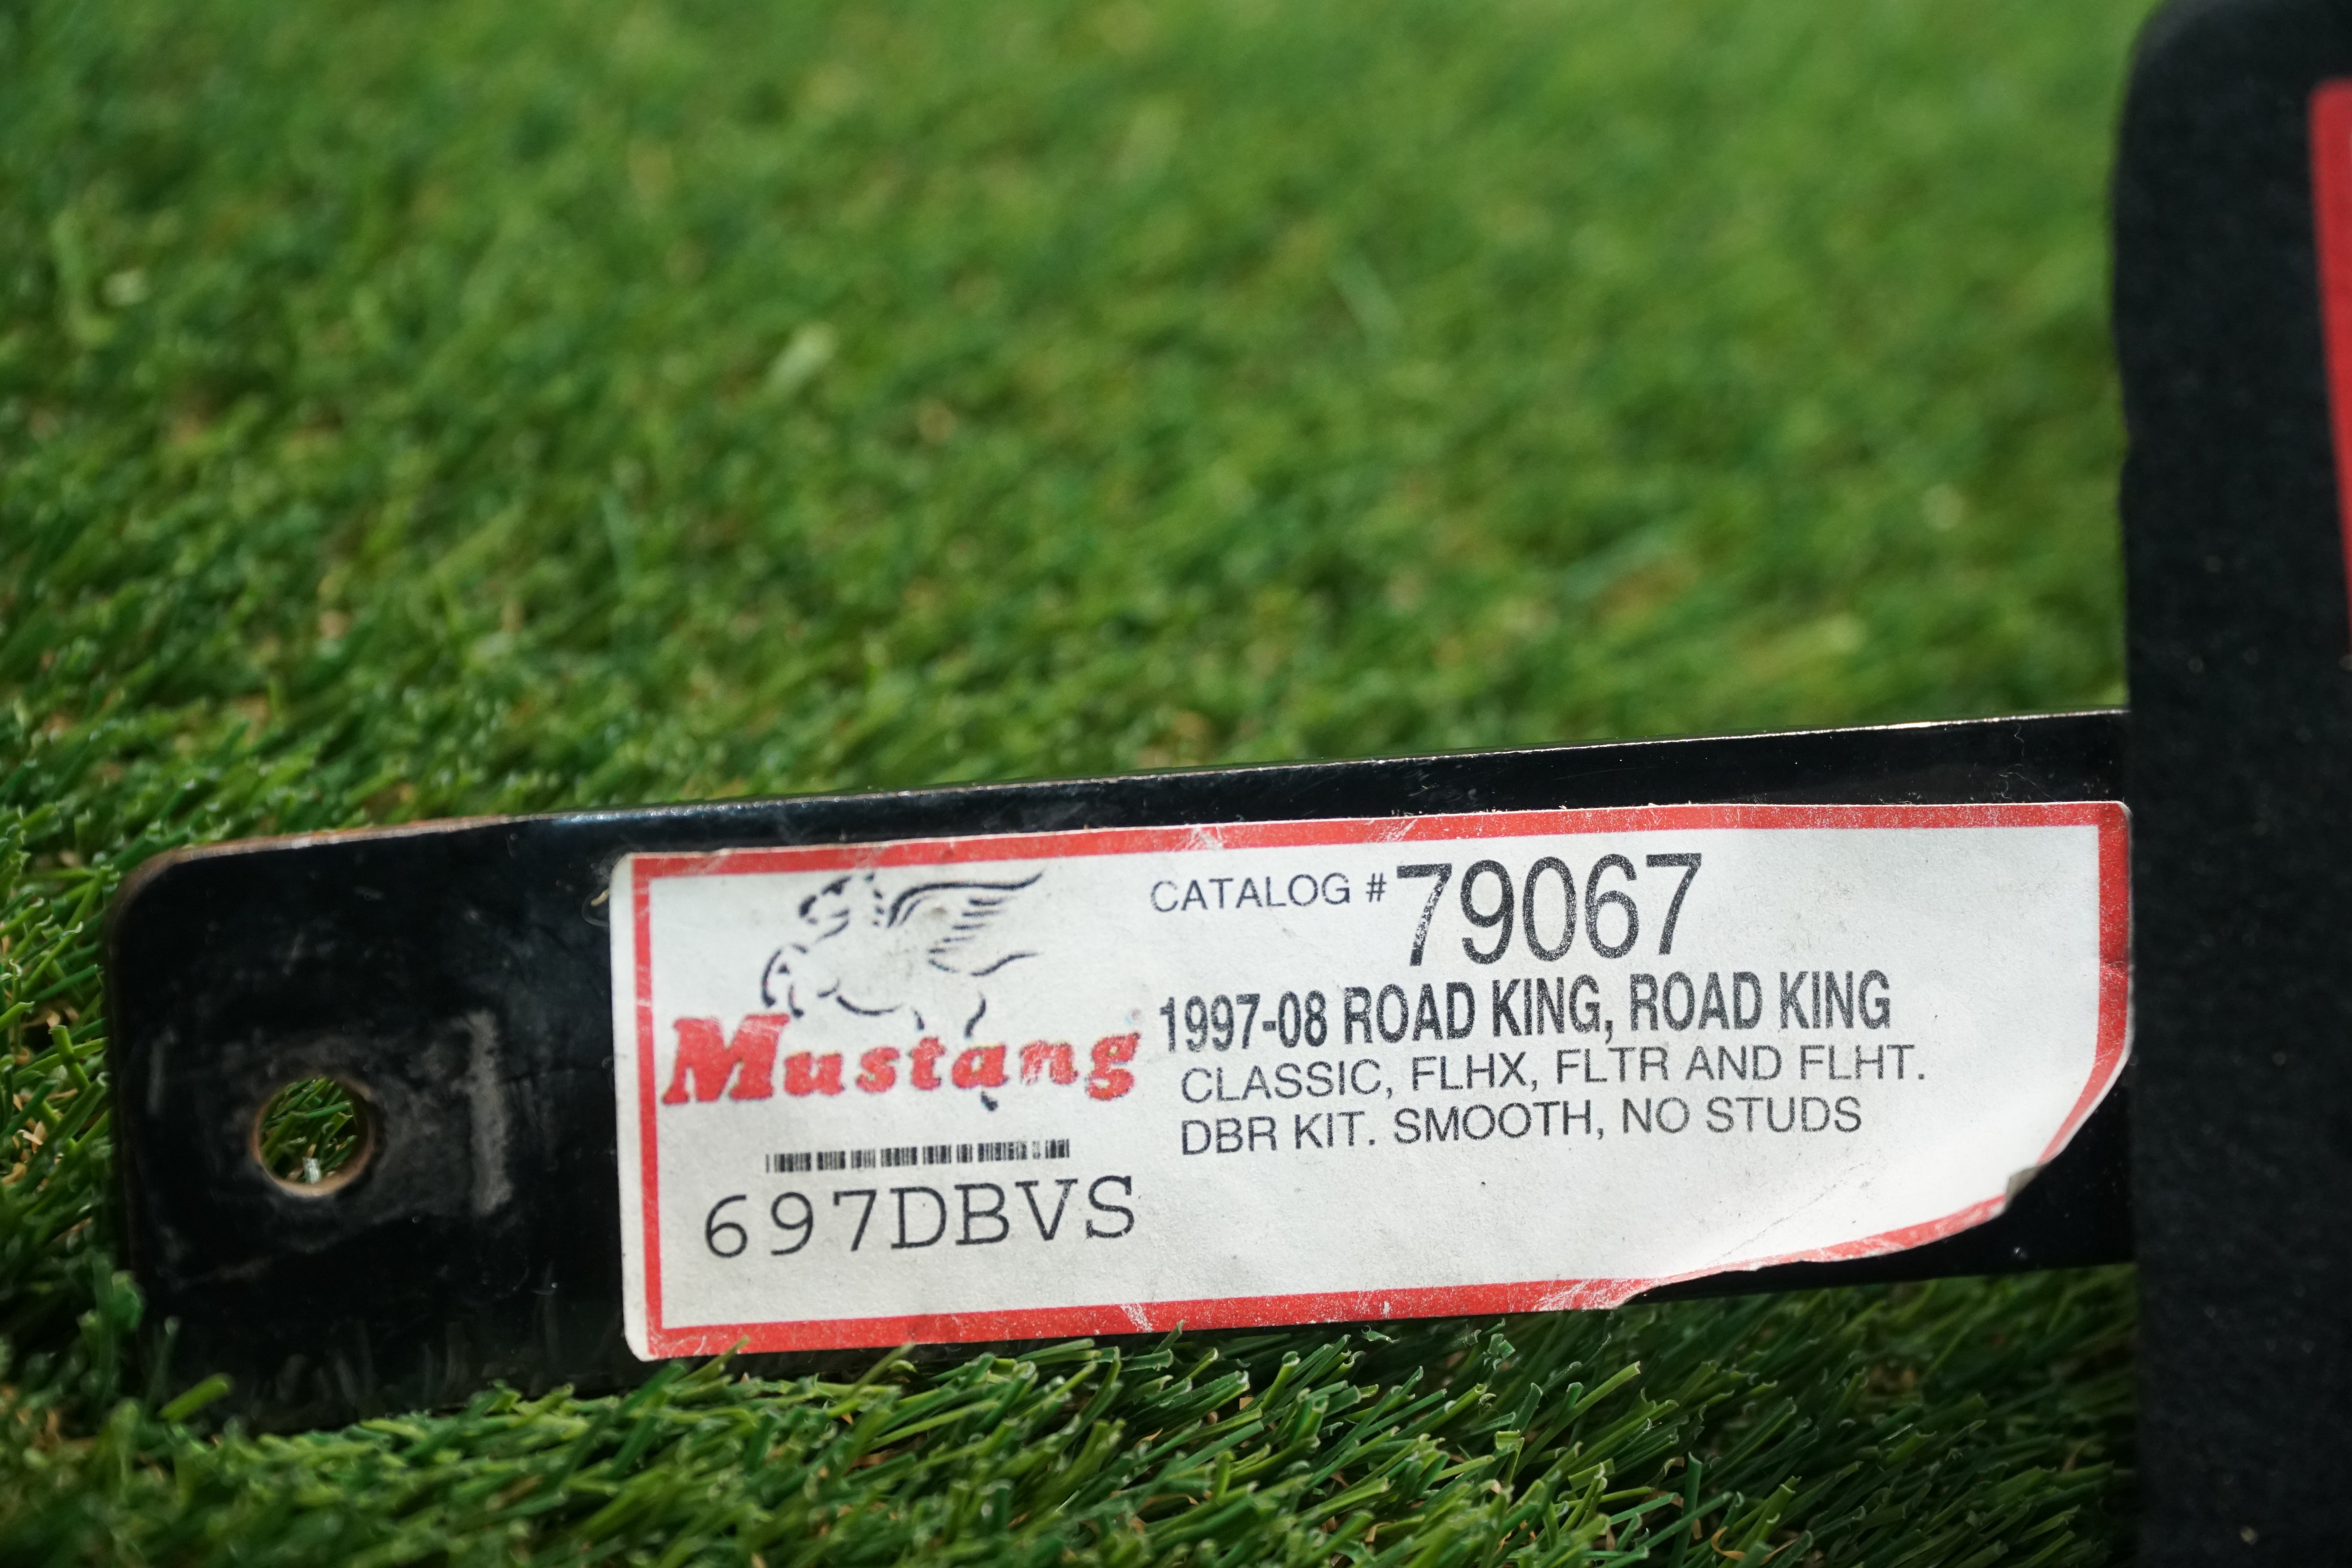 Mustang
697DBVS
CATALOG #79067
1997-08 ROAD KING, ROAD KING
CLASSIC, FLHX, FLTR AND FLHT.
DBR KIT. SMOOTH, NO STUDS